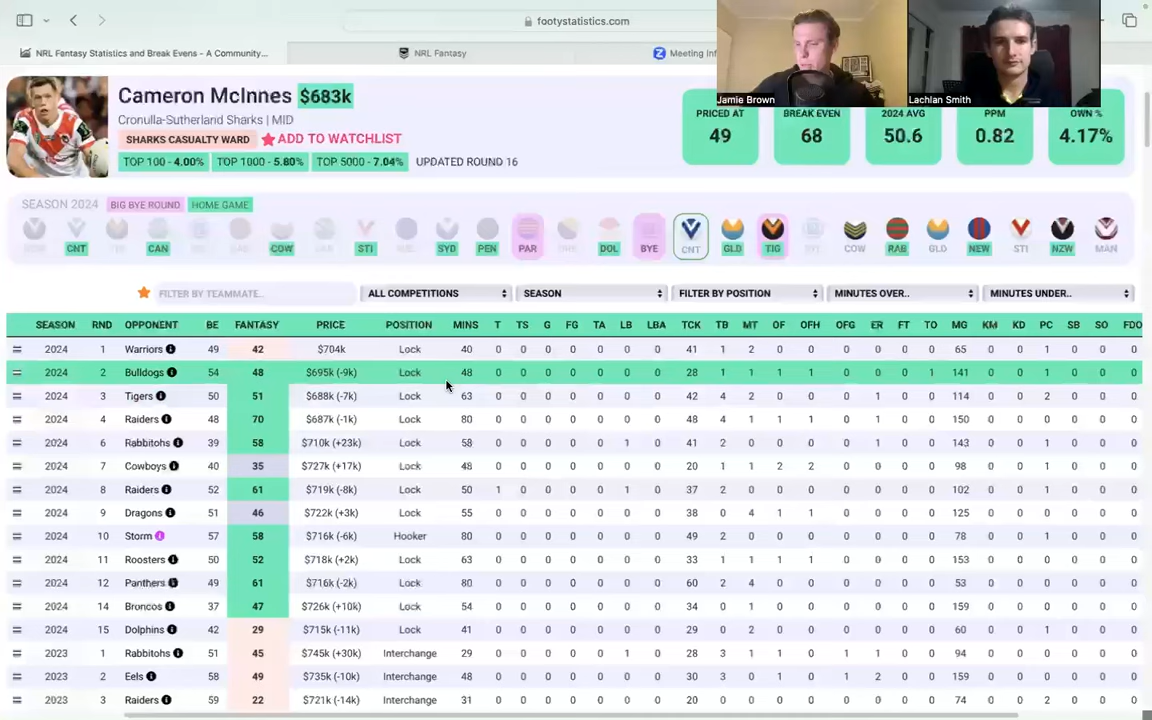 footystatistics.com
NRL Fantasy Statistics and Break Evens - A Community...
NRL Fantasy
Meeting Inf
Jamie Brown
Lachlan Smith
Cameron McInnes $683k
Cronulla-Sutherland Sharks | MID
SHARKS CASUALTY WARD ADD TO WATCHLIST
TOP 100 - 4.00% TOP 1000 - 5.80% TOP 5000 - 7.04% UPDATED ROUND 16
PRICED AT 49
BREAK EVEN 68
2024 AVG 50.6
PPM 0.82
OWN % 4.17%
SEASON 2024 BIG BYE ROUND HOME GAME
CNT CAN COW STI SYD PEN PAR DOL BYE CNT GLD TIG COW RAB GLD NEW STI NZW MAN
FILTER BY TEAMMATE.. ALL COMPETITIONS SEASON FILTER BY POSITION MINUTES OVER.. MINUTES UNDER..
SEASON RND OPPONENT BE FANTASY PRICE POSITION MINS T TS G FG TA LB LBA TCK TB MT OF OFH OFG ER FT TO MG KM KD PC SB SO FDO
2024 1 Warriors 49 42 $704k Lock 40 0 0 0 0 0 0 0 41 1 2 0 0 0 0 0 0 65 0 0 1 0 0 0
2024 2 Bulldogs 54 48 $695k (-9k) Lock 48 0 0 0 0 0 0 0 28 1 1 1 1 0 0 0 1 141 0 0 1 0 0 0
2024 3 Tigers 50 51 $688k (-7k) Lock 63 0 0 0 0 0 0 0 42 4 2 0 0 0 1 0 0 114 0 0 2 0 0 0
2024 4 Raiders 48 70 $687k (-1k) Lock 80 0 0 0 0 0 0 0 48 4 1 1 1 0 1 0 0 150 0 0 1 0 0 0
2024 6 Rabbitohs 39 58 $710k (+23k) Lock 58 0 0 0 0 0 1 0 41 2 0 0 0 0 1 0 0 143 0 0 1 0 0 0
2024 7 Cowboys 40 35 $727k (+17k) Lock 48 0 0 0 0 0 0 0 20 1 1 2 2 0 0 0 0 98 0 0 1 0 0 0
2024 8 Raiders 52 61 $719k (-8k) Lock 50 1 0 0 0 0 1 0 37 2 0 0 0 0 0 0 0 102 0 0 1 0 0 0
2024 9 Dragons 51 46 $722k (+3k) Lock 55 0 0 0 0 0 0 0 38 0 4 1 1 0 0 0 0 125 0 0 0 0 0 0
2024 10 Storm 57 58 $716k (-6k) Hooker 80 0 0 0 0 0 0 0 49 2 0 0 0 0 0 0 0 78 0 0 1 0 0 0
2024 11 Roosters 50 52 $718k (+2k) Lock 63 0 0 0 0 0 0 0 33 1 1 1 1 0 0 0 0 153 0 0 0 0 0 0
2024 12 Panthers 49 61 $716k (-2k) Lock 80 0 0 0 0 0 0 0 60 2 4 0 0 0 0 0 0 53 0 0 1 0 0 0
2024 14 Broncos 37 47 $726k (+10k) Lock 54 0 0 0 0 0 0 0 34 0 1 0 0 0 0 0 0 159 0 0 0 0 0 0
2024 15 Dolphins 42 29 $715k (-11k) Lock 41 0 0 0 0 0 0 0 29 0 2 0 0 0 0 0 0 60 0 0 1 0 0 0
2023 1 Rabbitohs 51 45 $745k (+30k) Interchange 29 0 0 0 0 0 1 0 28 3 1 1 0 1 1 0 0 94 0 0 0 0 0 0
2023 2 Eels 58 49 $735k (-10k) Interchange 48 0 0 0 0 0 0 0 30 3 0 1 0 1 2 0 0 159 0 0 0 0 0 0
2023 3 Raiders 59 22 $721k (-14k) Interchange 31 0 0 0 0 0 0 0 20 0 0 0 0 0 0 0 0 74 0 0 2 0 0 0